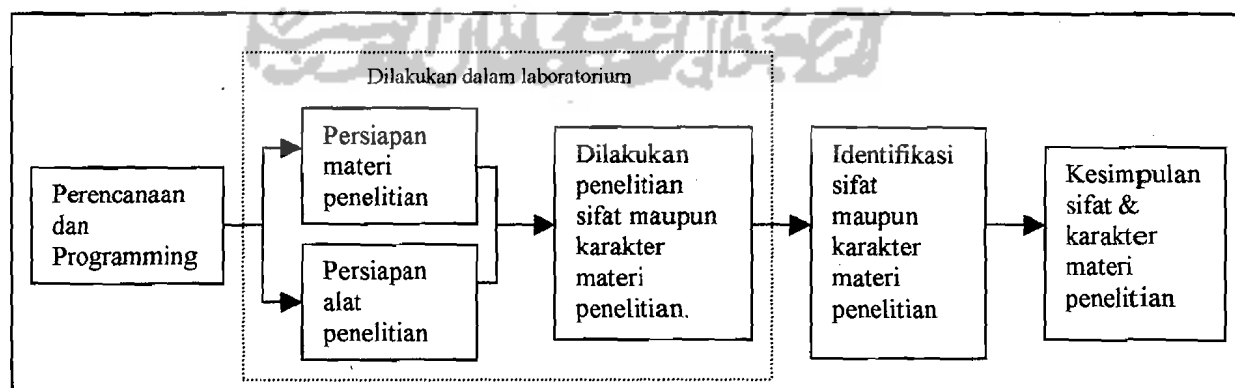 Dilakukan dalam laboratorium
Perencanaan
dan
Programming
Persiapan
materi
penelitian
Persiapan
alat
penelitian
Dilakukan
penelitian
sifat maupun
karakter
materi
penelitian.
Identifikasi
sifat
maupun
karakter
materi
penelitian
Kesimpulan
sifat &
karakter
materi
penelitian